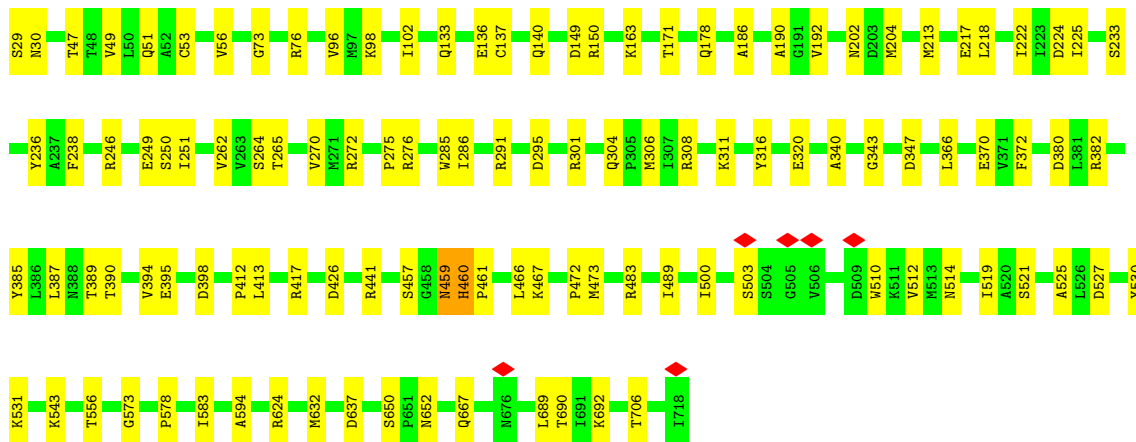 S29 N30 T47 T48 V49 L50 Q51 A52 C53 V56 G73 R76 V96 M97 K98 I102 Q133 E136 C137 Q140 D149 R150 K163 T171 Q178 A186 A190 G191 V192 N202 D203 M204 M213 E217 L218 I222 I223 D224 I225 S233
Y236 A237 F238 R246 E249 S250 I251 V262 V263 S264 T265 V270 M271 R272 P275 R276 W285 I286 R291 D295 R301 Q304 P305 M306 I307 R308 K311 Y316 E320 A340 G343 D347 L366 E370 V371 F372 D380 L381 R382
Y385 L386 L387 N388 T389 T390 V394 E395 D398 P412 L413 R417 D426 R441 S457 G458 N459 H460 P461 L466 K467 P472 M473 R483 I489 I500 S503 S504 G505 V506 D509 W510 K511 V512 M513 N514 I519 A520 S521 A525 L526 D527 Y530
K531 K543 T556 G573 P578 I583 A594 R624 M632 D637 S650 P651 N652 Q667 N676 L689 T690 I691 K692 T706 I718